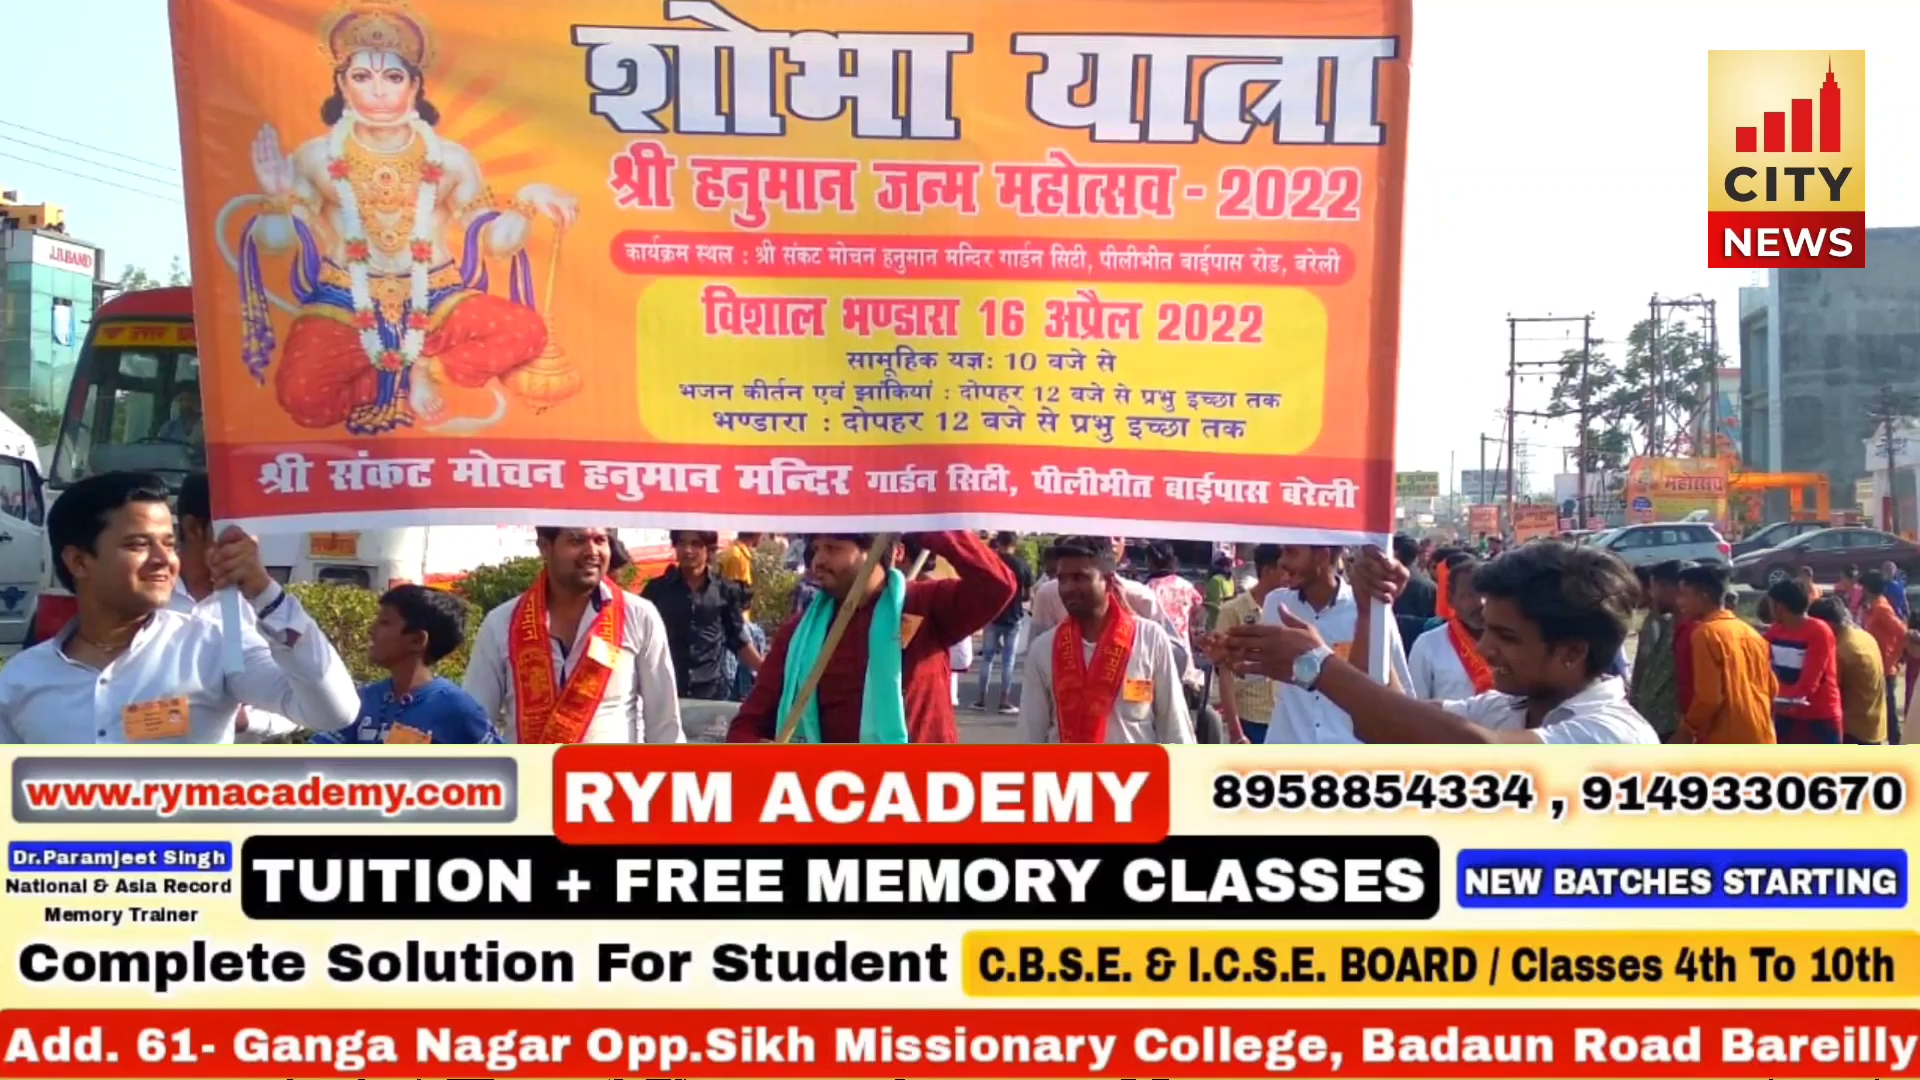 शोभा यात्रा
श्री हनुमान जन्म महोत्सव - 2022
कार्यक्रम स्थल : श्री संकट मोचन हनुमान मन्दिर गार्डन सिटी, पीलीभीत बाईपास रोड, बरेली
विशाल भण्डारा 16 अप्रैल 2022
सामूहिक यज्ञ: 10 बजे से
भजन कीर्तन एवं झांकियां : दोपहर 12 बजे से प्रभु इच्छा तक
भण्डारा : दोपहर 12 बजे से प्रभु इच्छा तक
श्री संकट मोचन हनुमान मन्दिर गार्डन सिटी, पीलीभीत बाईपास बरेली
CITY
NEWS
महोत्सव
www.rymacademy.com
RYM ACADEMY
8958854334 , 9149330670
Dr.Paramjeet Singh
National & Asia Record
Memory Trainer
TUITION + FREE MEMORY CLASSES
NEW BATCHES STARTING
Complete Solution For Student
C.B.S.E. & I.C.S.E. BOARD / Classes 4th To 10th
Add. 61- Ganga Nagar Opp.Sikh Missionary College, Badaun Road Bareilly